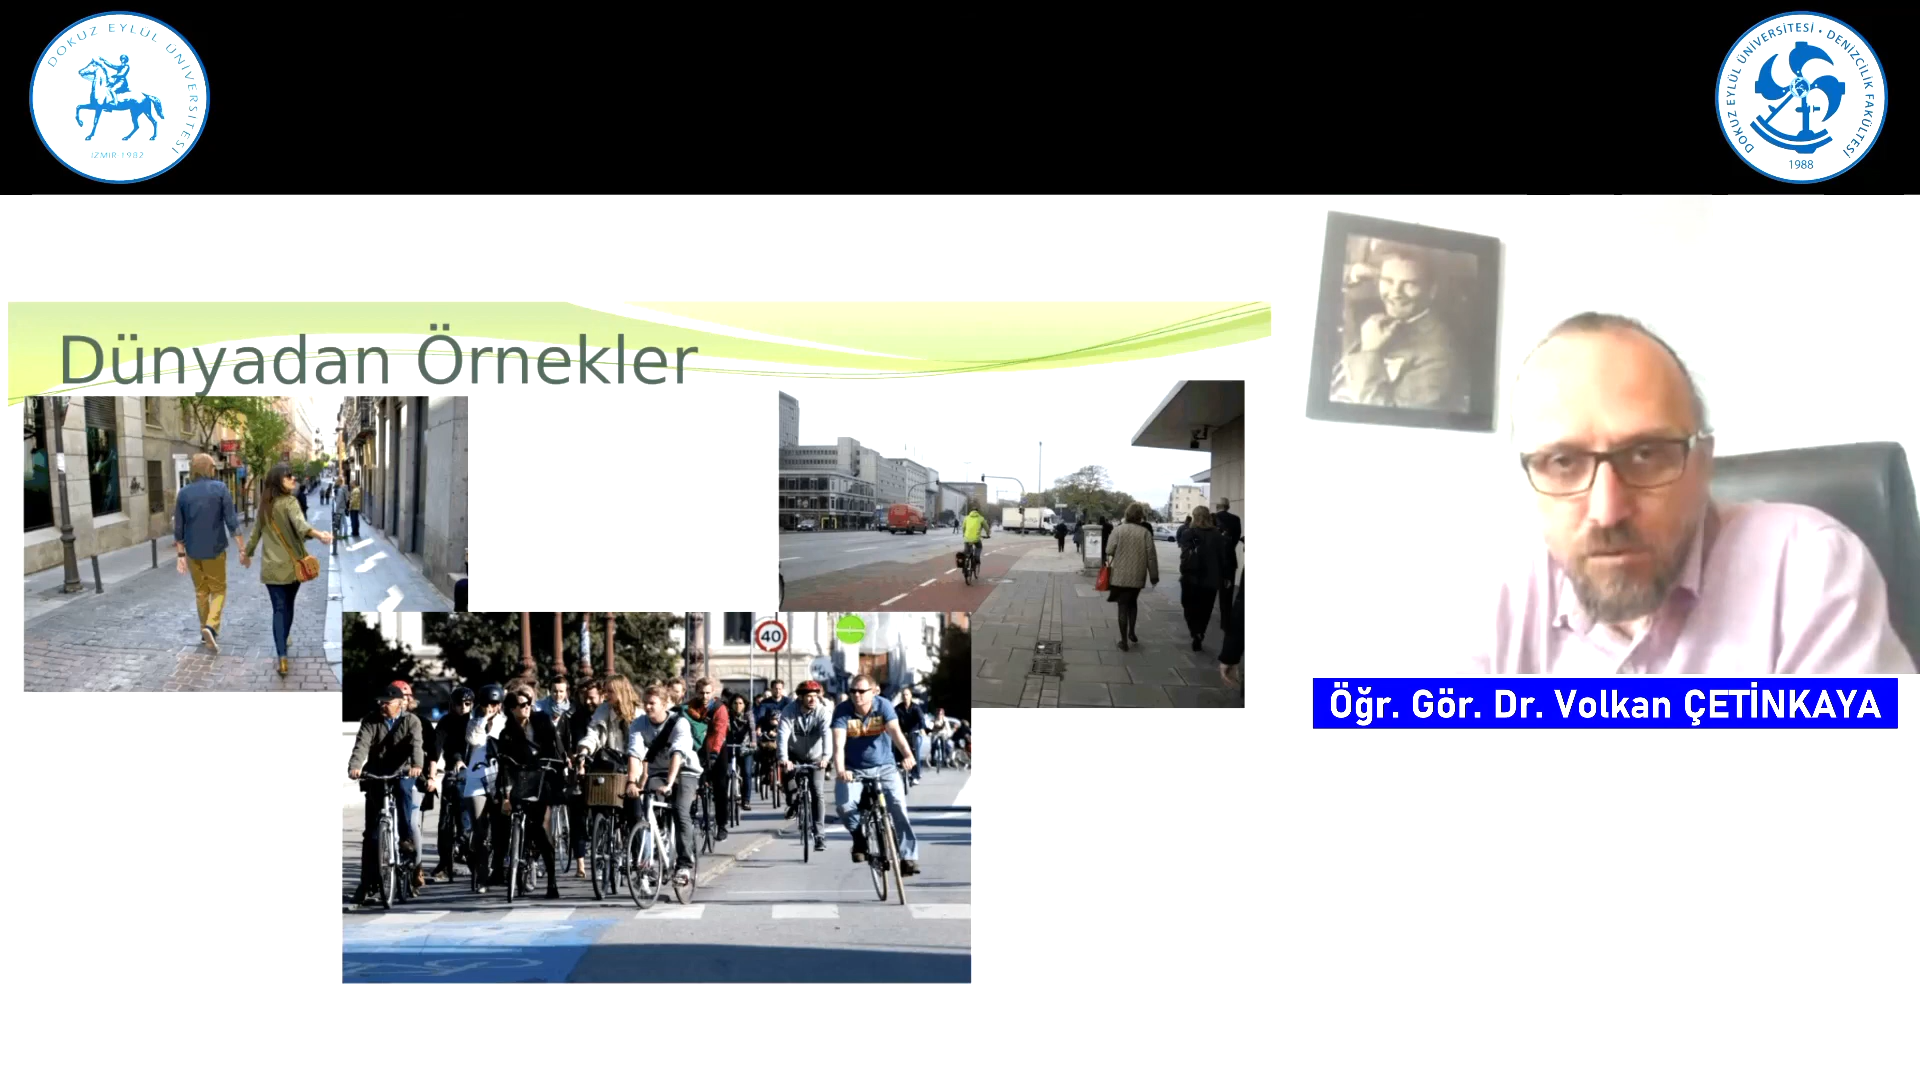 DOKUZ EYLÜL ÜNİVERSİTESİ
İZMİR 1982
DOKUZ EYLÜL ÜNİVERSİTESİ • DENİZCİLİK FAKÜLTESİ
1988
Dünyadan Örnekler
40
Öğr. Gör. Dr. Volkan ÇETİNKAYA